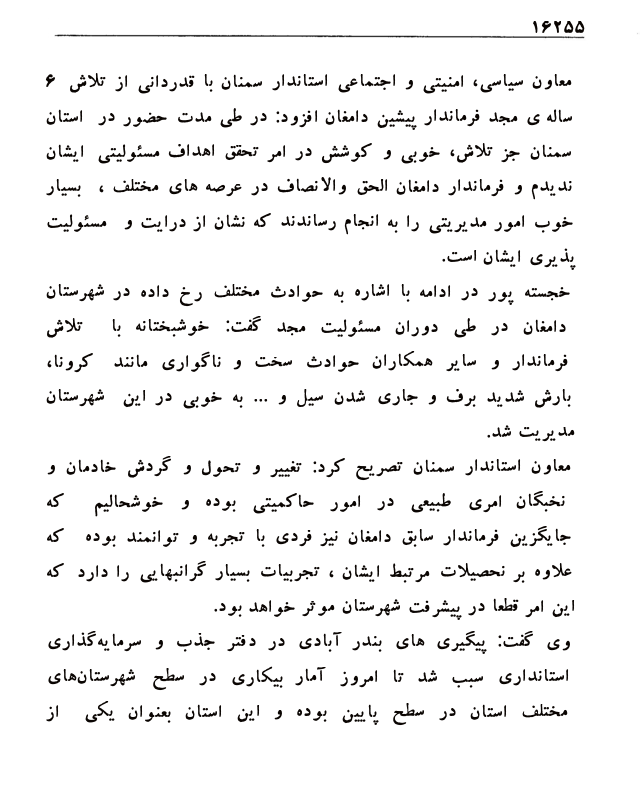 ۱۶۲۵۵
معاون سیاسی، امنیتی و اجتماعی استاندار سمنان با قدردانی از تلاش ۶
ساله ی مجد فرماندار پیشین دامغان افزود: در طی مدت حضور در استان
سمنان جز تلاش، خوبی و کوشش در امر تحقق اهداف مسئولیتی ایشان
ندیدم و فرماندار دامغان الحق والانصاف در عرصه های مختلف ، بسیار
خوب امور مدیریتی را به انجام رساندند که نشان از درایت و مسئولیت
پذیری ایشان است.
خجسته پور در ادامه با اشاره به حوادث مختلف رخ داده در شهرستان
دامغان در طی دوران مسئولیت مجد گفت: خوشبختانه با تلاش
فرماندار و سایر همکاران حوادث سخت و ناگواری مانند کرونا،
بارش شدید برف و جاری شدن سیل و ... به خوبی در این شهرستان
مدیریت شد.
معاون استاندار سمنان تصریح کرد: تغییر و تحول و گردش خادمان و
نخبگان امری طبیعی در امور حاکمیتی بوده و خوشحالیم که
جایگزین فرماندار سابق دامغان نیز فردی با تجربه و توانمند بوده که
علاوه بر تحصیلات مرتبط ایشان ، تجربیات بسیار گرانبهایی را دارد که
این امر قطعا در پیشرفت شهرستان موثر خواهد بود.
وی گفت: پیگیری های بندر آبادی در دفتر جذب و سرمایه‌گذاری
استانداری سبب شد تا امروز آمار بیکاری در سطح شهرستان‌های
مختلف استان در سطح پایین بوده و این استان بعنوان یکی از